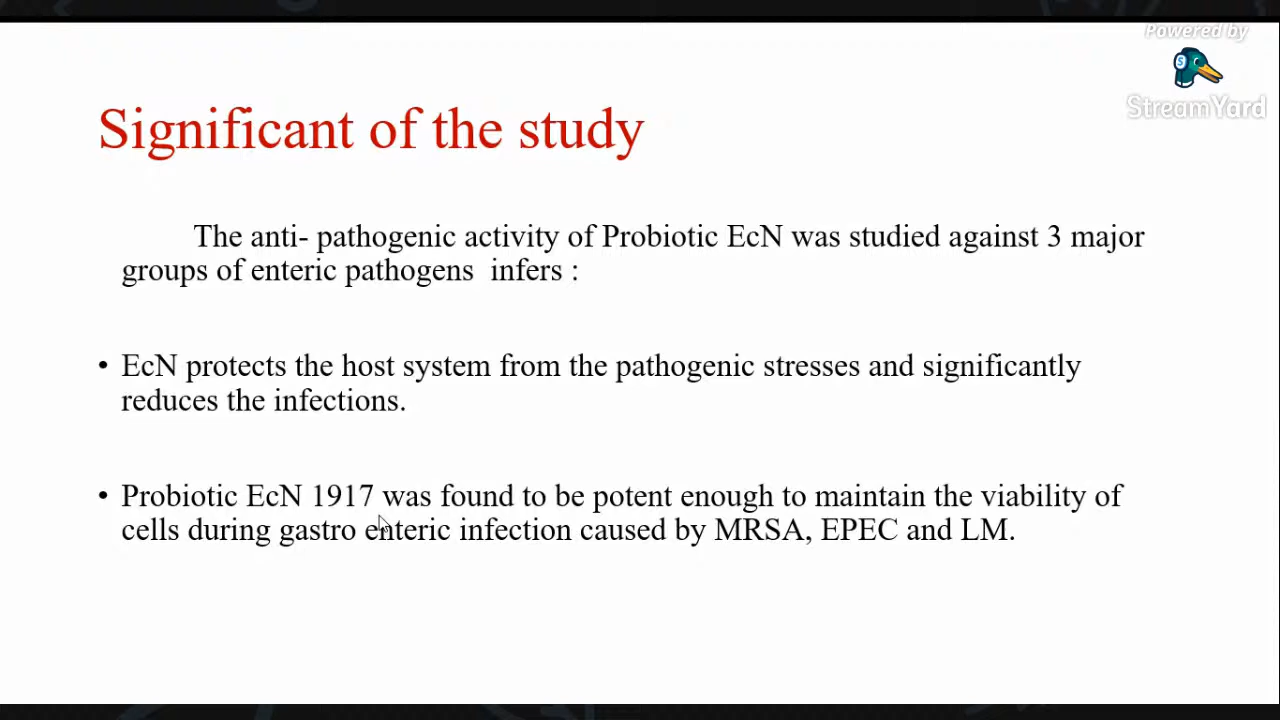 Powered by
StreamYard
Significant of the study
The anti- pathogenic activity of Probiotic EcN was studied against 3 major
groups of enteric pathogens  infers :
• EcN protects the host system from the pathogenic stresses and significantly
reduces the infections.
• Probiotic EcN 1917 was found to be potent enough to maintain the viability of
cells during gastro enteric infection caused by MRSA, EPEC and LM.